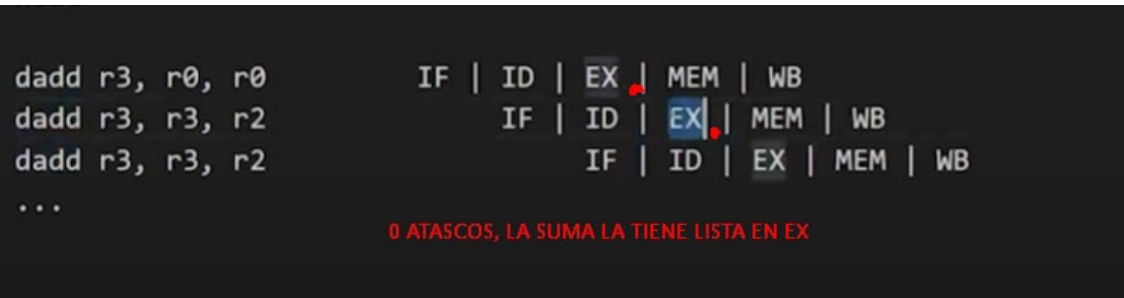 dadd r3, r0, r0 IF | ID | EX | MEM | WB
dadd r3, r3, r2 IF | ID | EX | MEM | WB
dadd r3, r3, r2 IF | ID | EX | MEM | WB
...
0 ATASCOS, LA SUMA LA TIENE LISTA EN EX